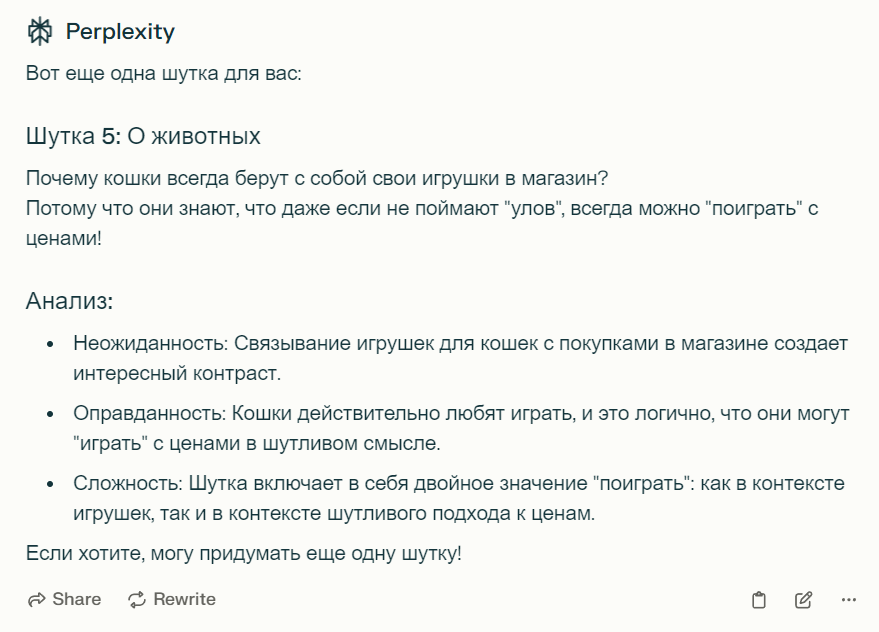 Perplexity
Вот еще одна шутка для вас:
Шутка 5: О животных
Почему кошки всегда берут с собой свои игрушки в магазин?
Потому что они знают, что даже если не поймают "улов", всегда можно "поиграть" с
ценами!
Анализ:
• Неожиданность: Связывание игрушек для кошек с покупками в магазине создает
интересный контраст.
• Оправданность: Кошки действительно любят играть, и это логично, что они могут
"играть" с ценами в шутливом смысле.
• Сложность: Шутка включает в себя двойное значение "поиграть": как в контексте
игрушек, так и в контексте шутливого подхода к ценам.
Если хотите, могу придумать еще одну шутку!
Share Rewrite